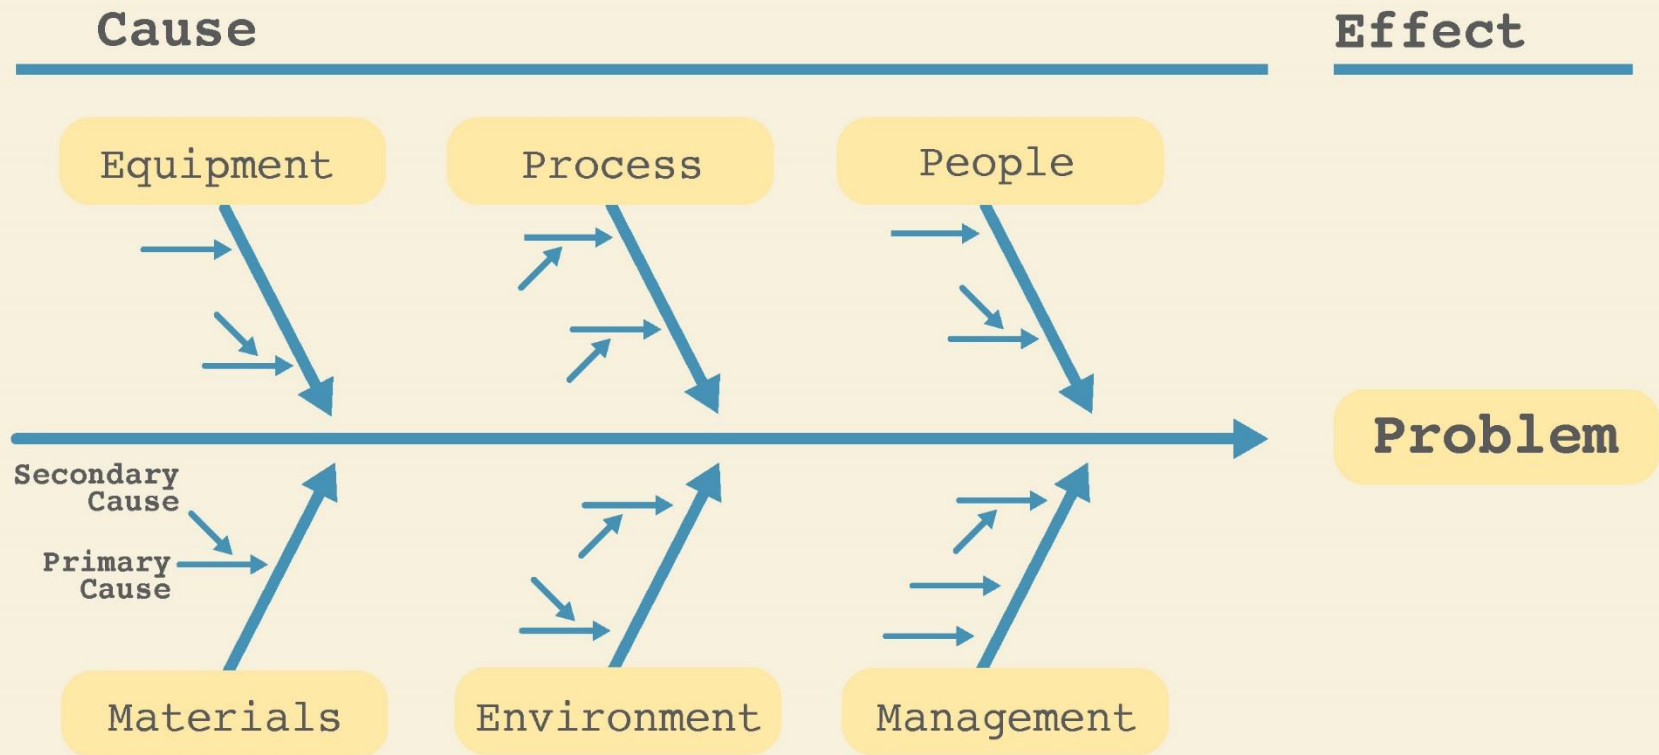 Cause
Effect
Equipment
Process
People
Problem
Secondary
Cause
Primary
Cause
Materials
Environment
Management